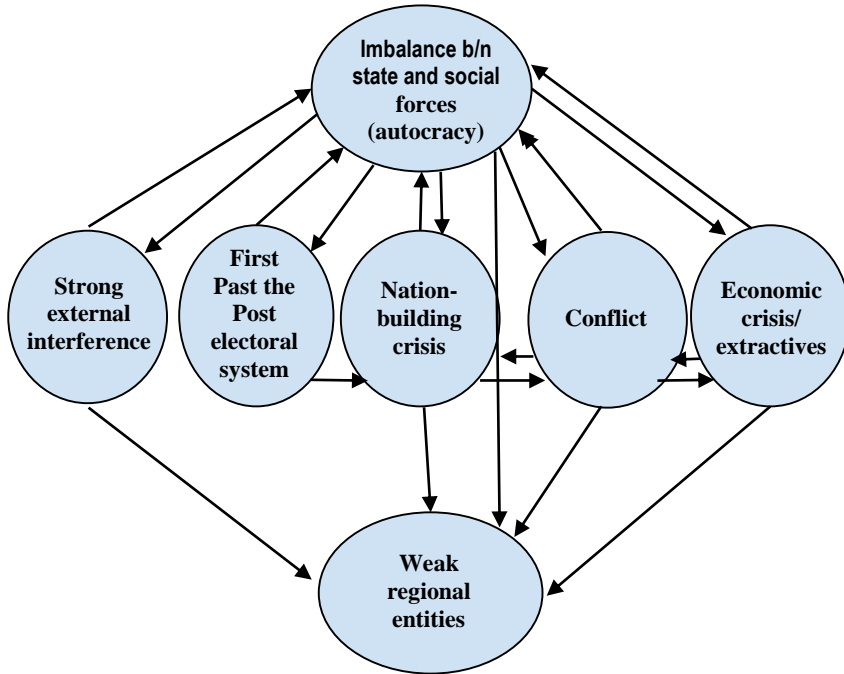 Imbalance b/n
state and social
forces
(autocracy)
Strong
external
interference
First
Past the
Post
electoral
system
Nation-
building
crisis
Conflict
Economic
crisis/
extractives
Weak
regional
entities